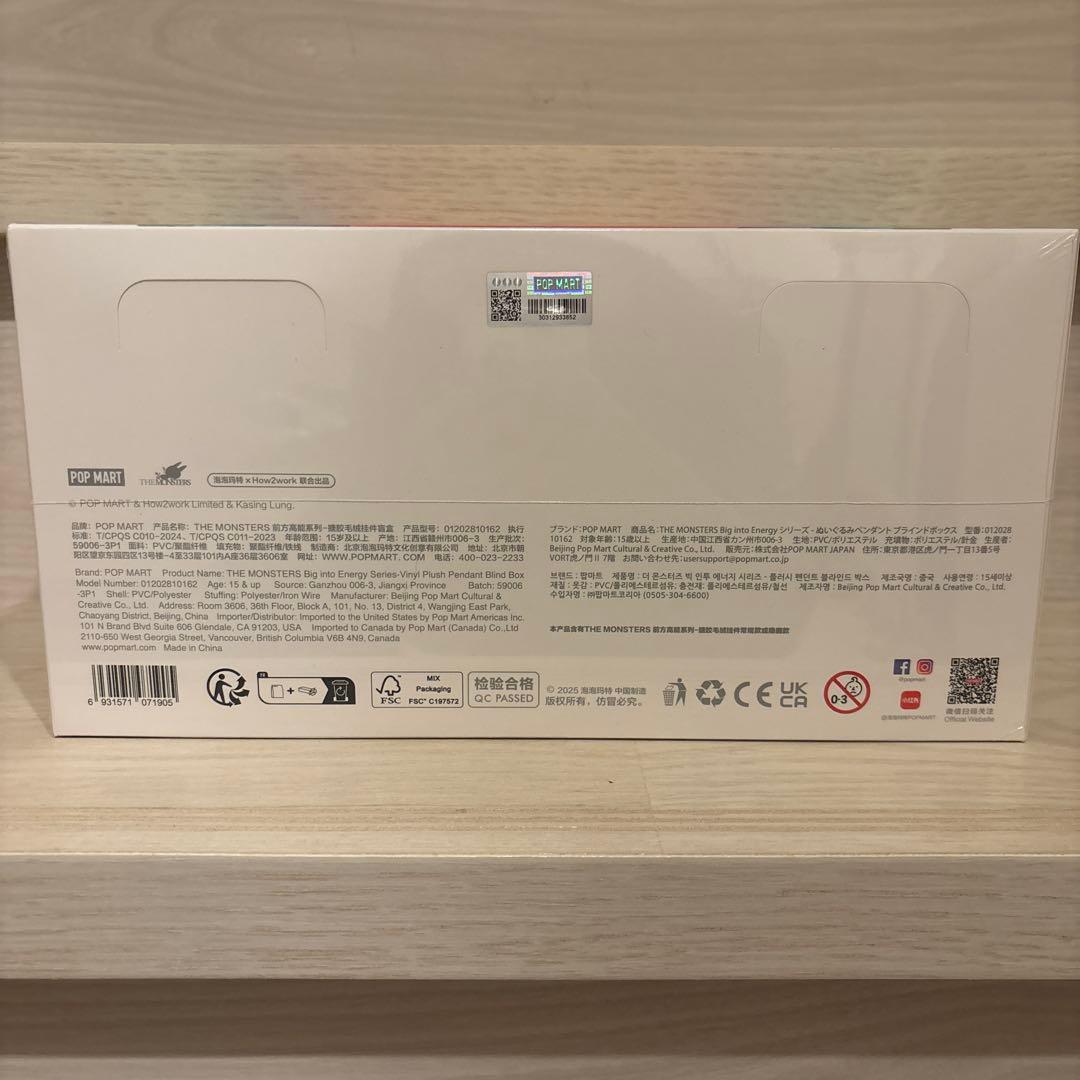 POP MART
30312933852
POP MART THE MONSTERS 泡泡玛特 × How2work 联合出品
© POP MART & How2work Limited & Kasing Lung.
品牌: POP MART 产品名称: THE MONSTERS 前方高能系列-搪胶毛绒挂件盲盒 产品型号: 01202810162 执行
标准: T/CPQS C010-2024、T/CPQS C011-2023 年龄范围: 15岁及以上 产地: 江西省赣州市006-3 生产批次:
59006-3P1 面料: PVC/聚酯纤维 填充物: 聚酯纤维/铁线 制造商: 北京泡泡玛特文化创意有限公司 地址: 北京市朝
阳区望京东园四区13号楼-4至33层101内A座36层3606室 网址: WWW.POPMART.COM 电话: 400-023-2233
Brand: POP MART Product Name: THE MONSTERS Big into Energy Series-Vinyl Plush Pendant Blind Box
Model Number: 01202810162 Age: 15 & up Source: Ganzhou 006-3, Jiangxi Province Batch: 59006
-3P1 Shell: PVC/Polyester Stuffing: Polyester/Iron Wire Manufacturer: Beijing Pop Mart Cultural &
Creative Co., Ltd. Address: Room 3606, 36th Floor, Block A, 101, No. 13, District 4, Wangjing East Park,
Chaoyang District, Beijing, China Importer/Distributor: Imported to the United States by Pop Mart Americas Inc.
101 N Brand Blvd Suite 606 Glendale, CA 91203, USA Imported to Canada by Pop Mart (Canada) Co.,Ltd
2110-650 West Georgia Street, Vancouver, British Columbia V6B 4N9, Canada
www.popmart.com Made in China
ブランド:POP MART 商品名:THE MONSTERS Big into Energy シリーズ - ぬいぐるみペンダント ブラインドボックス 型番:012028
10162 対象年齢:15歳以上 生産地:中国江西省カン州市006-3 生地:PVC/ポリエステル 充填物:ポリエステル/針金 生産者:
Beijing Pop Mart Cultural & Creative Co., Ltd. 販売元:株式会社POP MART JAPAN 住所:東京都港区虎ノ門一丁目13番5号
VORT虎ノ門Ⅱ 7階 お問い合わせ先:usersupport@popmart.co.jp
브랜드 : 팝마트 제품명 : 더 몬스터즈 빅 인투 에너지 시리즈 - 플러시 팬던트 블라인드 박스 제조국명 : 중국 사용연령 : 15세이상
재질 : 겉감: PVC/폴리에스테르섬유: 충전재: 폴리에스테르섬유/철선 제조자명 : Beijing Pop Mart Cultural & Creative Co., Ltd.
수입자명 : ㈜팝마트코리아 (0505-304-6600)
本产品含有THE MONSTERS 前方高能系列-搪胶毛绒挂件常规款或隐藏款
6 931571 071905
FR
FSC
MIX
Packaging
FSC® C197572
检验合格
QC PASSED
© 2025 泡泡玛特 中国制造
版权所有，仿冒必究。
CE
UK
CA
0-3
@popmart
小红书
@泡泡玛特POPMART
微信扫码关注
Official Website